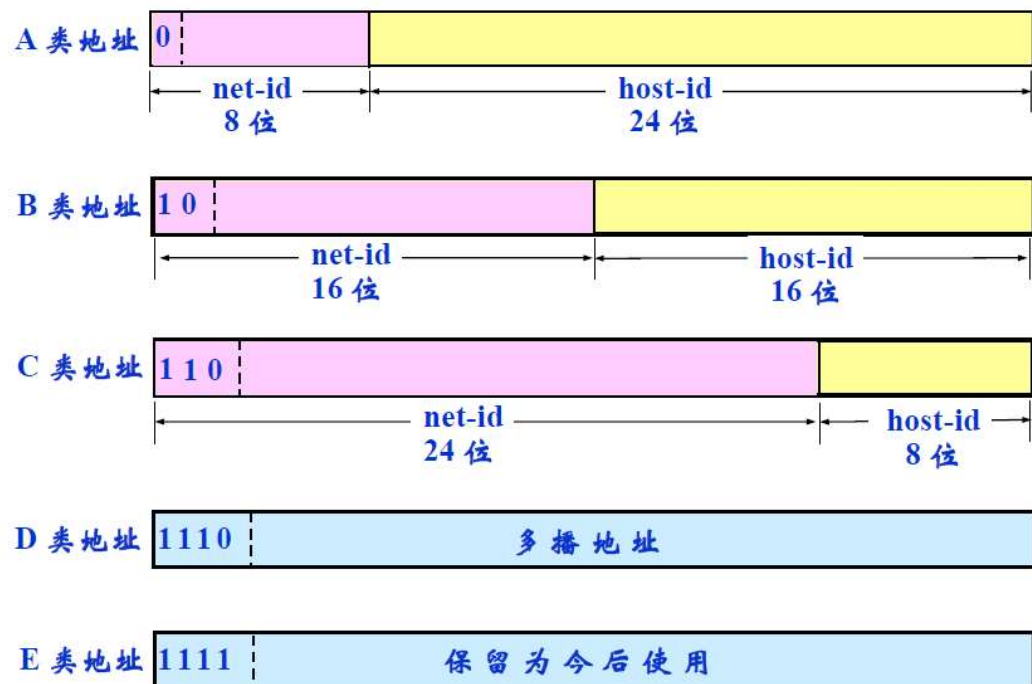 A 类地址 0
net-id host-id
8 位 24 位
B 类地址 1 0
net-id host-id
16 位 16 位
C 类地址 1 1 0
net-id host-id
24 位 8 位
D 类地址 1110 多播地址
E 类地址 1111 保留为今后使用